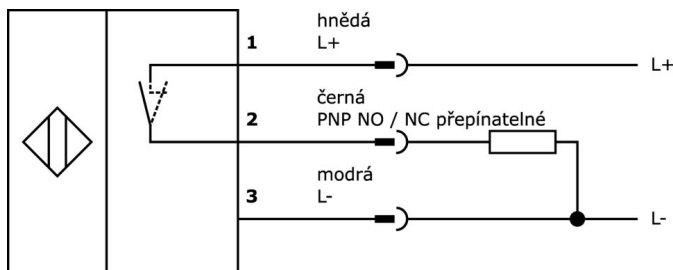 hnědá
1 L+
L+
černá
2 PNP NO / NC přepínatelné
modrá
3 L-
L-